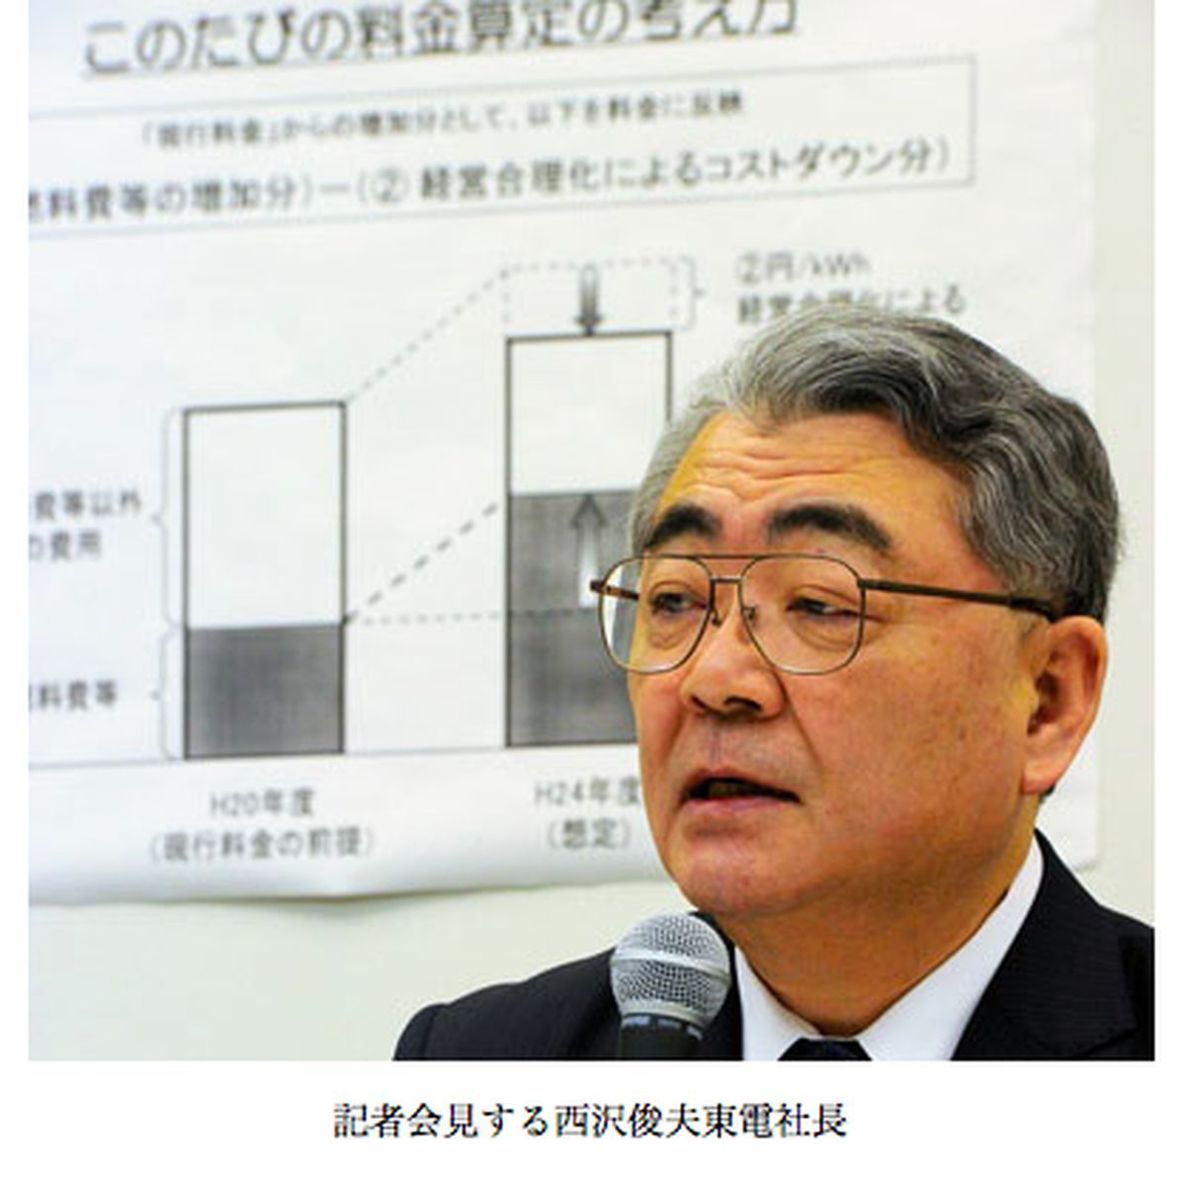 このたびの料金算定の考え方
「現行料金」からの増加分として、以下を料金に反映
料費等の増加分)ー(② 経営合理化によるコストダウン分)
②円/kWh
経営合理化による
費等以外
の費用
料費等
H20年度
(現行料金の前提)
H24年度
(想定)
記者会見する西沢俊夫東電社長